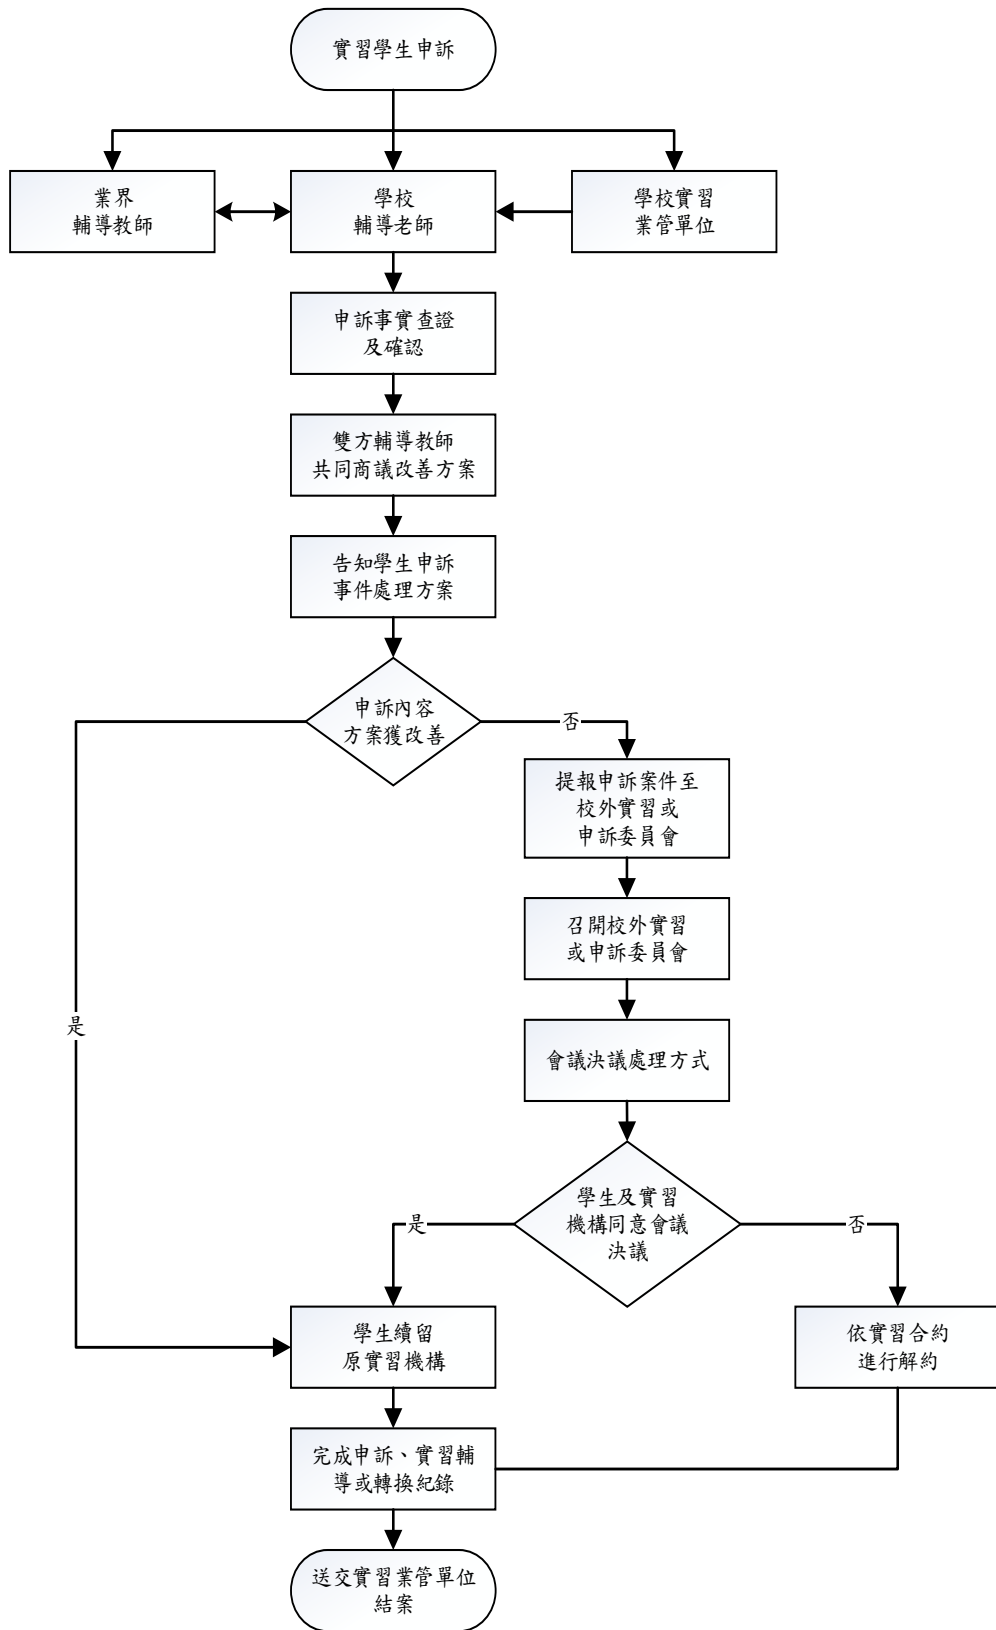 實習學生申訴
業界
輔導教師
學校
輔導老師
學校實習
業管單位
申訴事實查證
及確認
雙方輔導教師
共同商議改善方案
告知學生申訴
事件處理方案
申訴內容
方案獲改善
否
提報申訴案件至
校外實習或
申訴委員會
召開校外實習
或申訴委員會
是
會議決議處理方式
學生及實習
機構同意會議
決議
是
否
學生續留
原實習機構
依實習合約
進行解約
完成申訴、實習輔
導或轉換紀錄
送交實習業管單位
結案